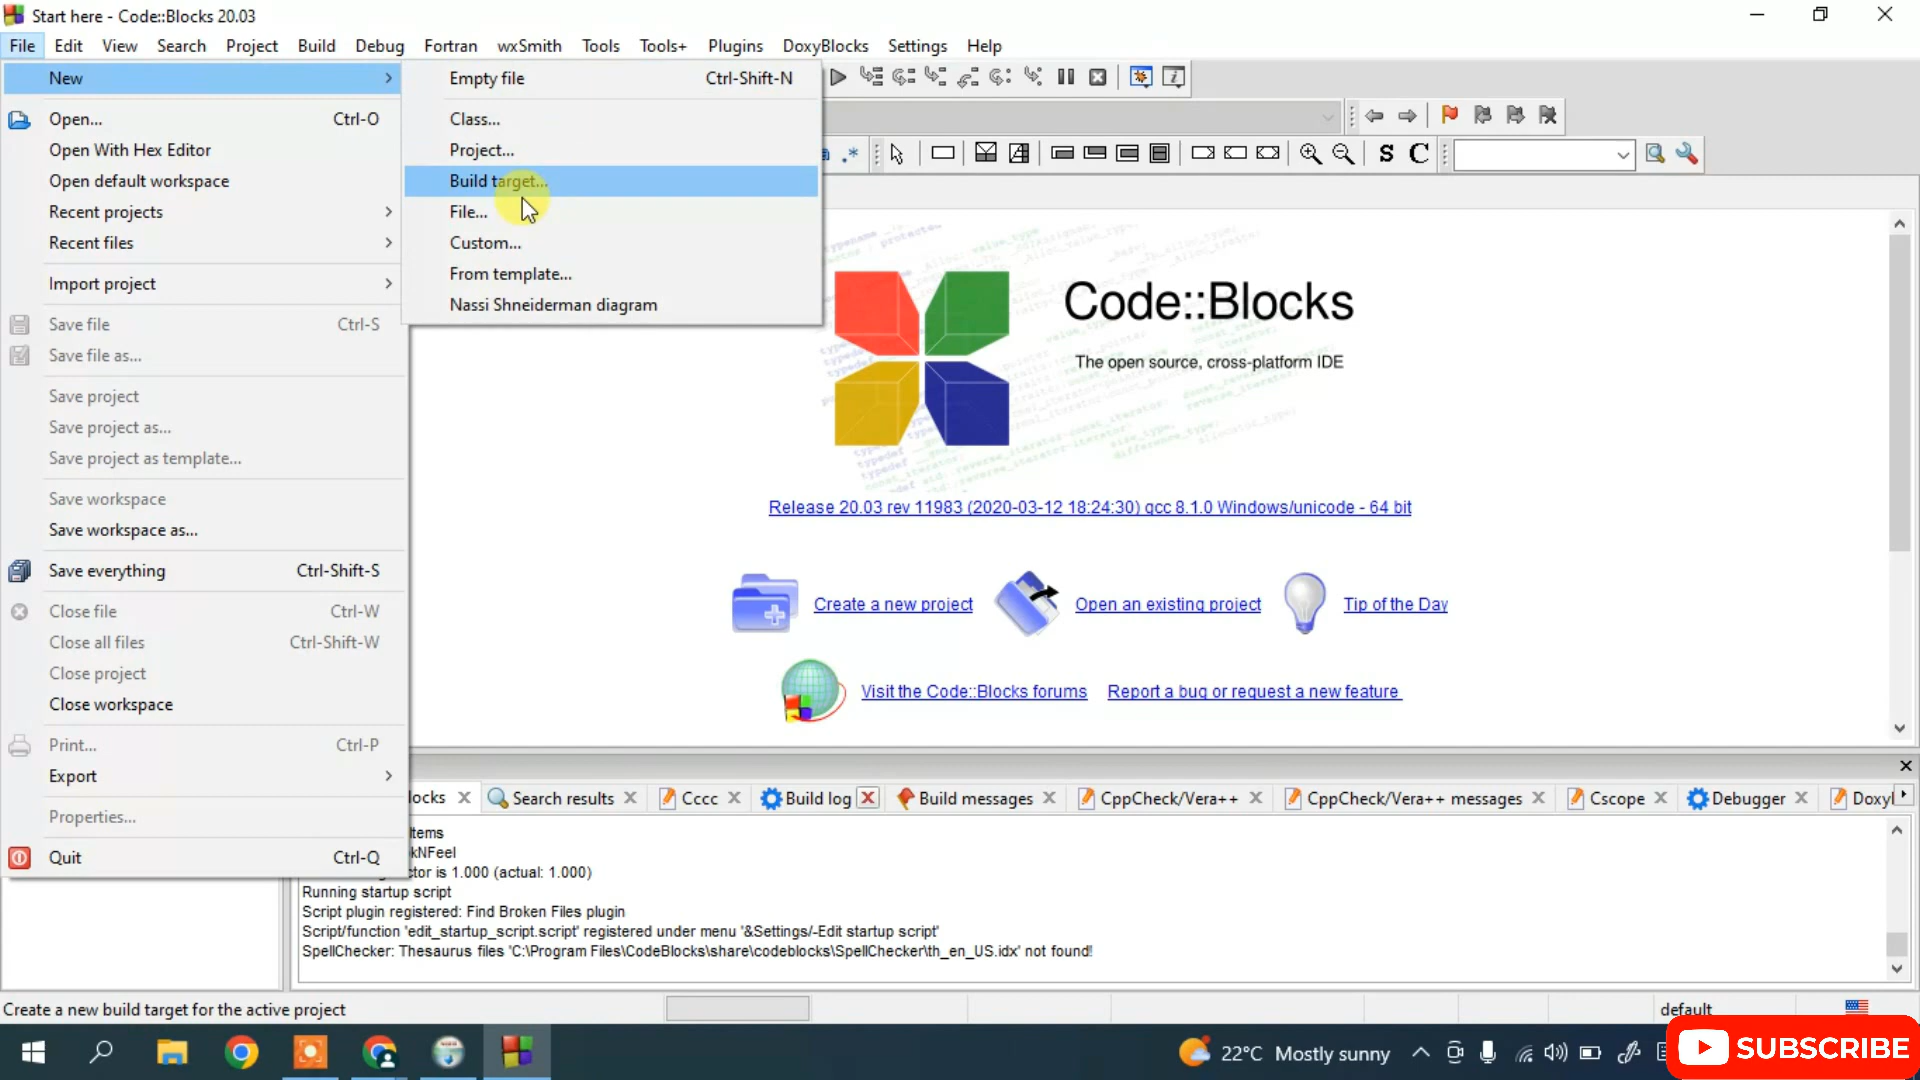 Start here - Code::Blocks 20.03
File Edit View Search Project Build Debug Fortran wxSmith Tools Tools+ Plugins DoxyBlocks Settings Help
New
Open... Ctrl-O
Open With Hex Editor
Open default workspace
Recent projects
Recent files
Import project
Save file Ctrl-S
Save file as...
Save project
Save project as...
Save project as template...
Save workspace
Save workspace as...
Save everything Ctrl-Shift-S
Close file Ctrl-W
Close all files Ctrl-Shift-W
Close project
Close workspace
Print... Ctrl-P
Export
Properties...
Quit Ctrl-Q
Empty file Ctrl-Shift-N
Class...
Project...
Build target...
File...
Custom...
From template...
Nassi Shneiderman diagram
.*
S C
Code::Blocks
The open source, cross-platform IDE
Release 20.03 rev 11983 (2020-03-12 18:24:30) gcc 8.1.0 Windows/unicode - 64 bit
Create a new project Open an existing project Tip of the Day
Visit the Code::Blocks forums Report a bug or request a new feature
locks Search results Cccc Build log Build messages CppCheck/Vera++ CppCheck/Vera++ messages Cscope Debugger Doxyl
Items
kNFeel
ctor is 1.000 (actual: 1.000)
Running startup script
Script plugin registered: Find Broken Files plugin
Script/function 'edit_startup_script.script' registered under menu '&Settings/-Edit startup script'
SpellChecker: Thesaurus files 'C:\Program Files\CodeBlocks\share\codeblocks\SpellChecker\th_en_US.idx' not found!
Create a new build target for the active project default
22°C Mostly sunny
SUBSCRIBE